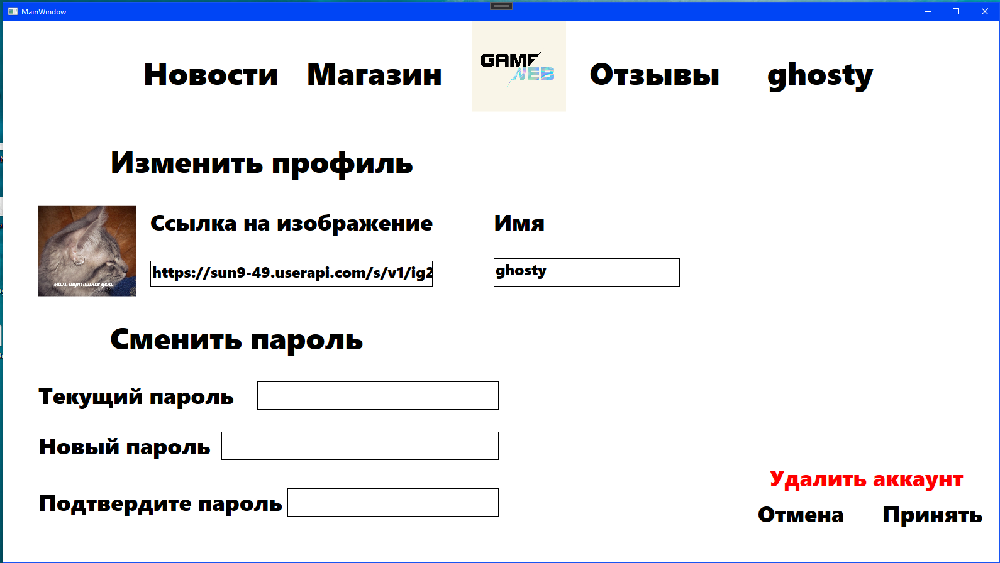 MainWindow
Новости Магазин GAME WEB Отзывы ghosty
Изменить профиль
Ссылка на изображение Имя
https://sun9-49.userapi.com/s/v1/ig2 ghosty
мам, тут такое дело
Сменить пароль
Текущий пароль
Новый пароль
Удалить аккаунт
Подтвердите пароль
Отмена Принять